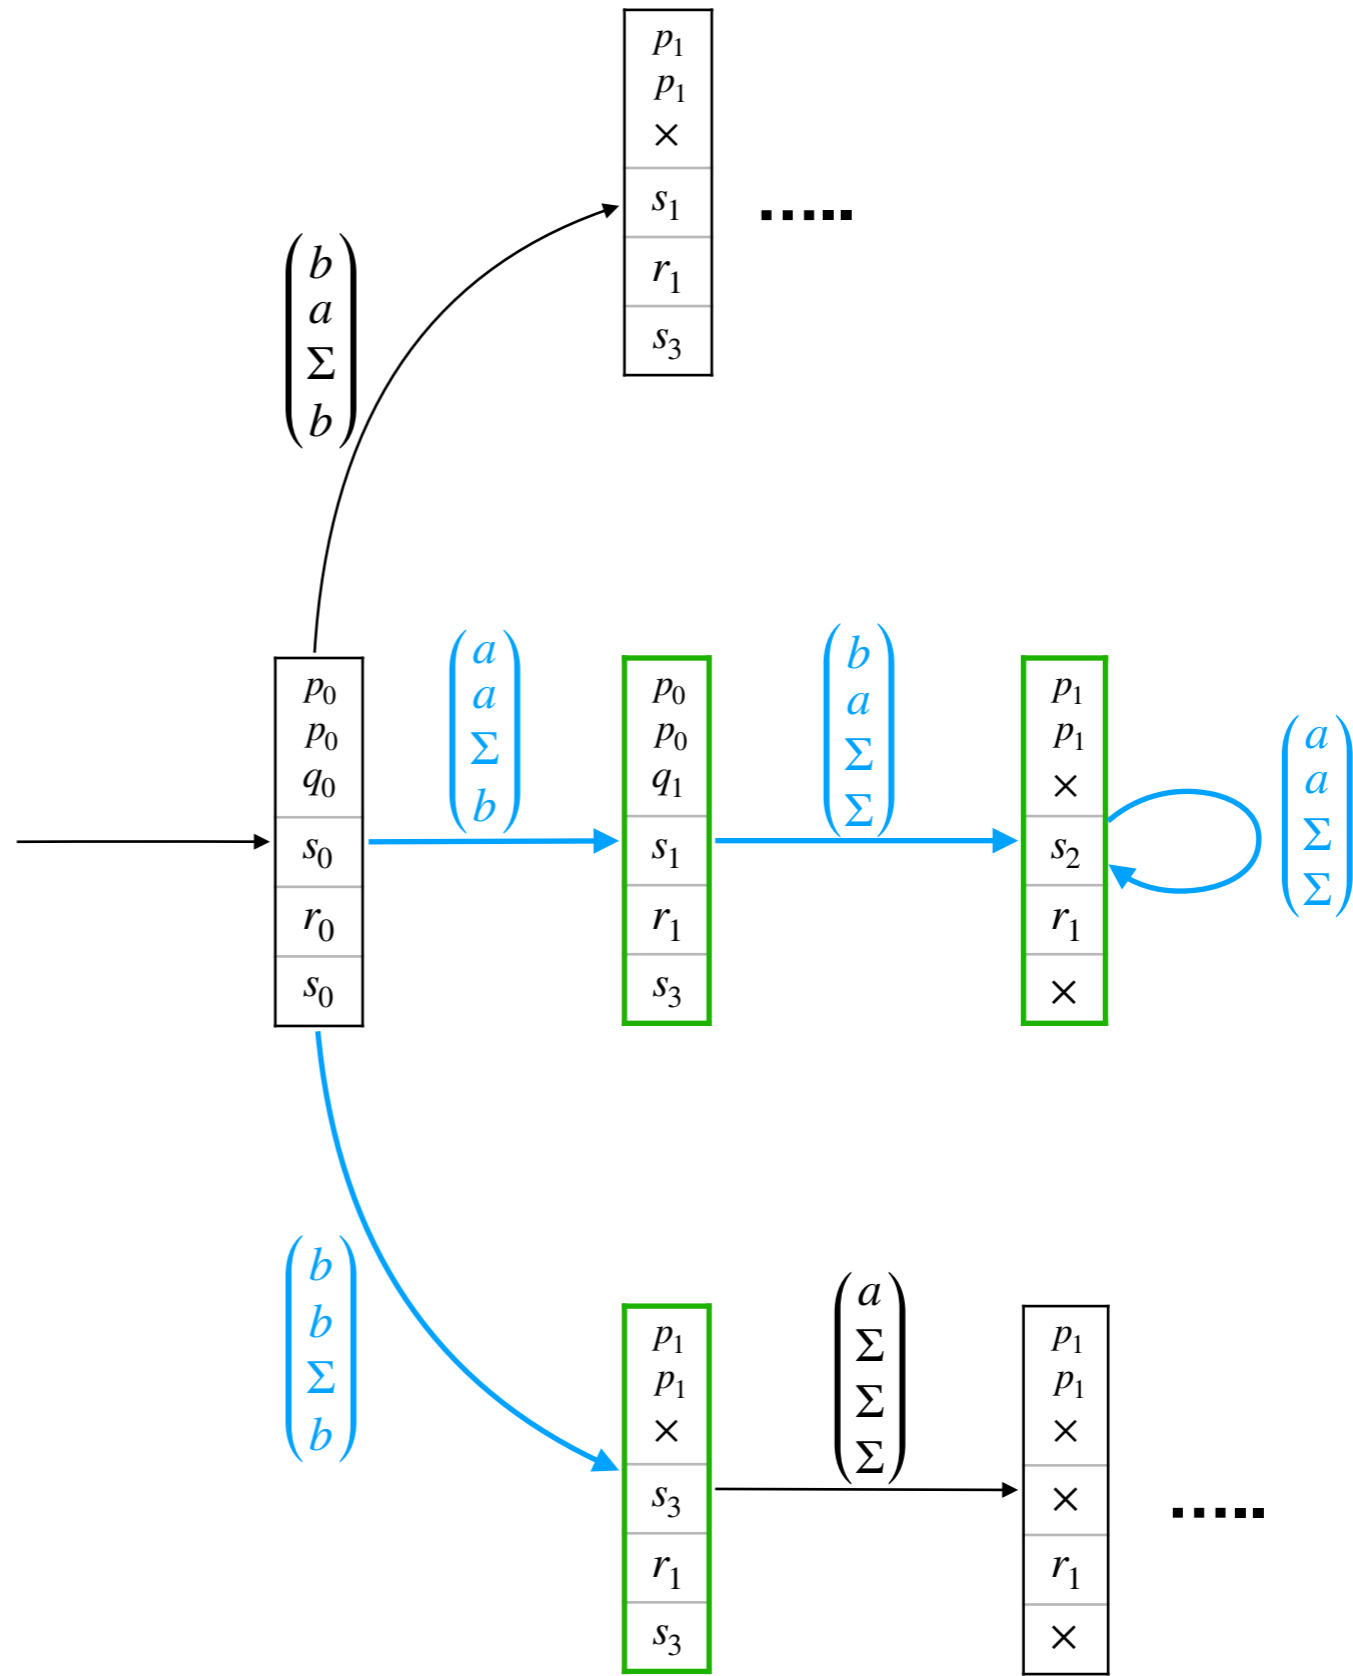 p₁
p₁
×
s₁
r₁
s₃
......
b
a
Σ
b
p₀
p₀
q₀
s₀
r₀
s₀
a
a
Σ
b
p₀
p₀
q₁
s₁
r₁
s₃
b
a
Σ
Σ
p₁
p₁
×
s₂
r₁
×
a
a
Σ
Σ
b
b
Σ
b
p₁
p₁
×
s₃
r₁
s₃
a
Σ
Σ
Σ
p₁
p₁
×
×
r₁
×
......